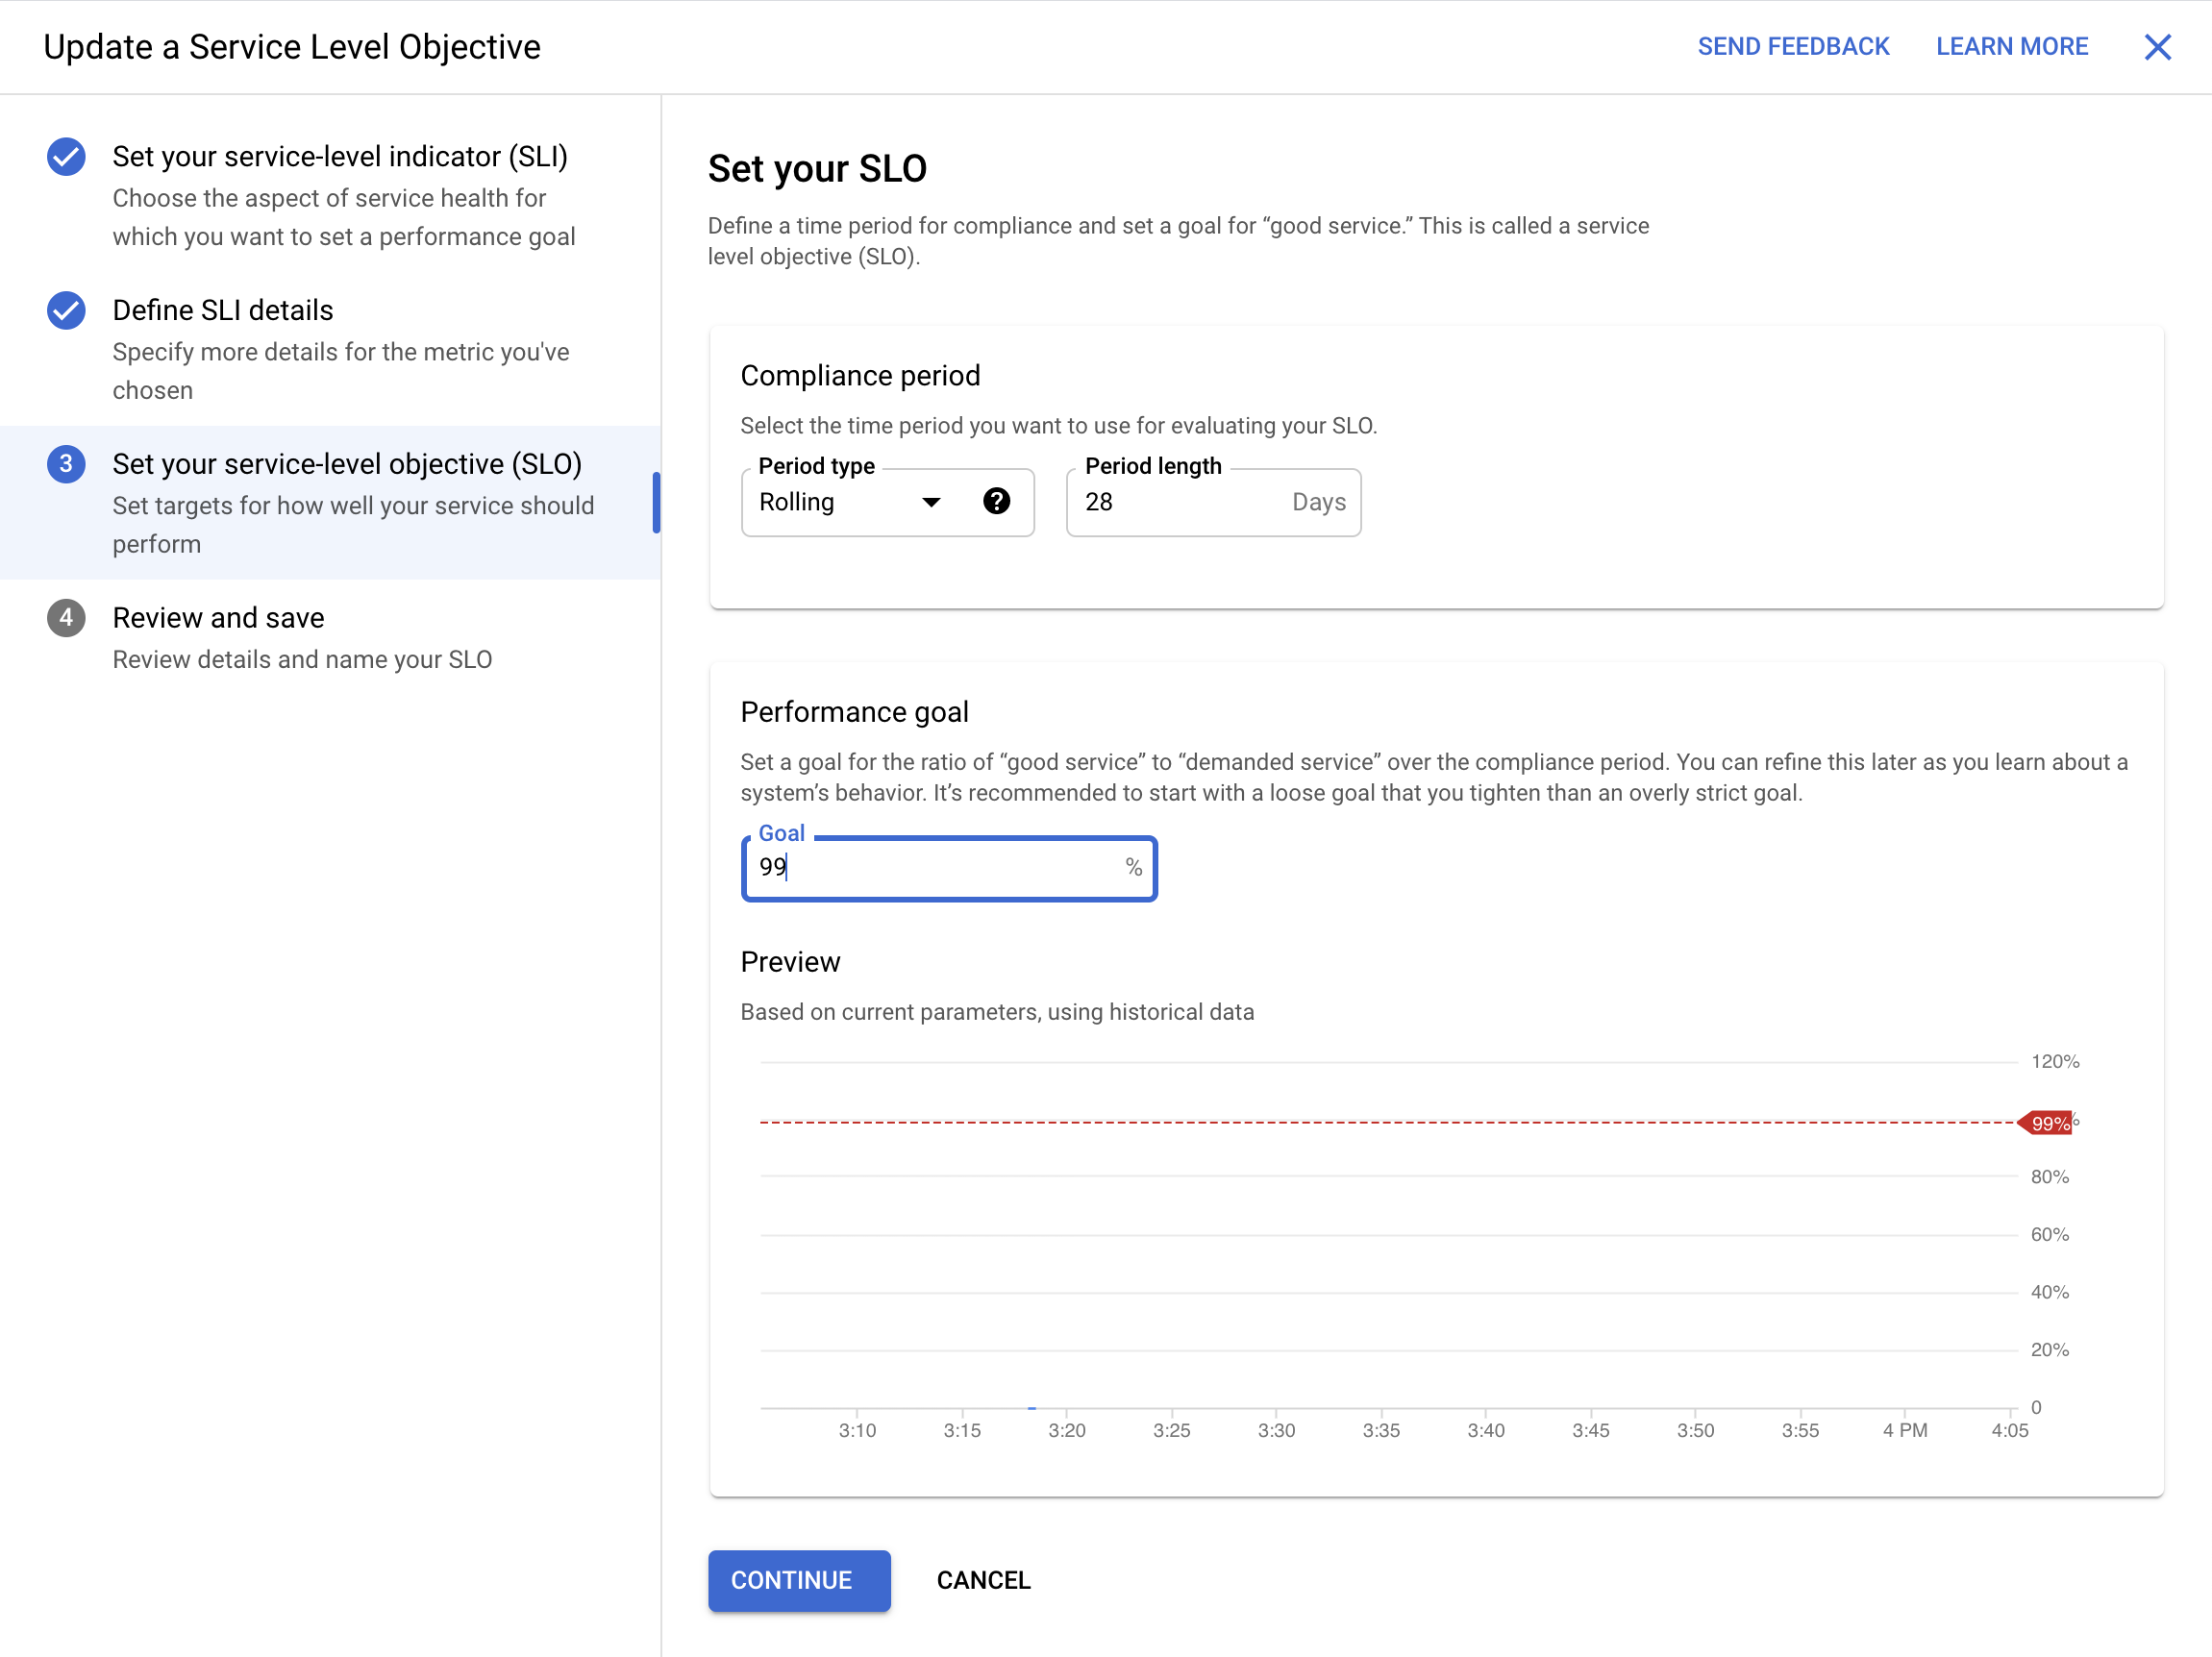 Update a Service Level Objective
SEND FEEDBACK
LEARN MORE
Set your service-level indicator (SLI)
Choose the aspect of service health for
which you want to set a performance goal
Define SLI details
Specify more details for the metric you've
chosen
3
Set your service-level objective (SLO)
Set targets for how well your service should
perform
4
Review and save
Review details and name your SLO
Set your SLO
Define a time period for compliance and set a goal for “good service.” This is called a service
level objective (SLO).
Compliance period
Select the time period you want to use for evaluating your SLO.
Period type
Rolling
?
Period length
28
Days
Performance goal
Set a goal for the ratio of “good service” to “demanded service” over the compliance period. You can refine this later as you learn about a
system’s behavior. It’s recommended to start with a loose goal that you tighten than an overly strict goal.
Goal
99
%
Preview
Based on current parameters, using historical data
120%
99%
80%
60%
40%
20%
0
3:10
3:15
3:20
3:25
3:30
3:35
3:40
3:45
3:50
3:55
4 PM
4:05
CONTINUE
CANCEL